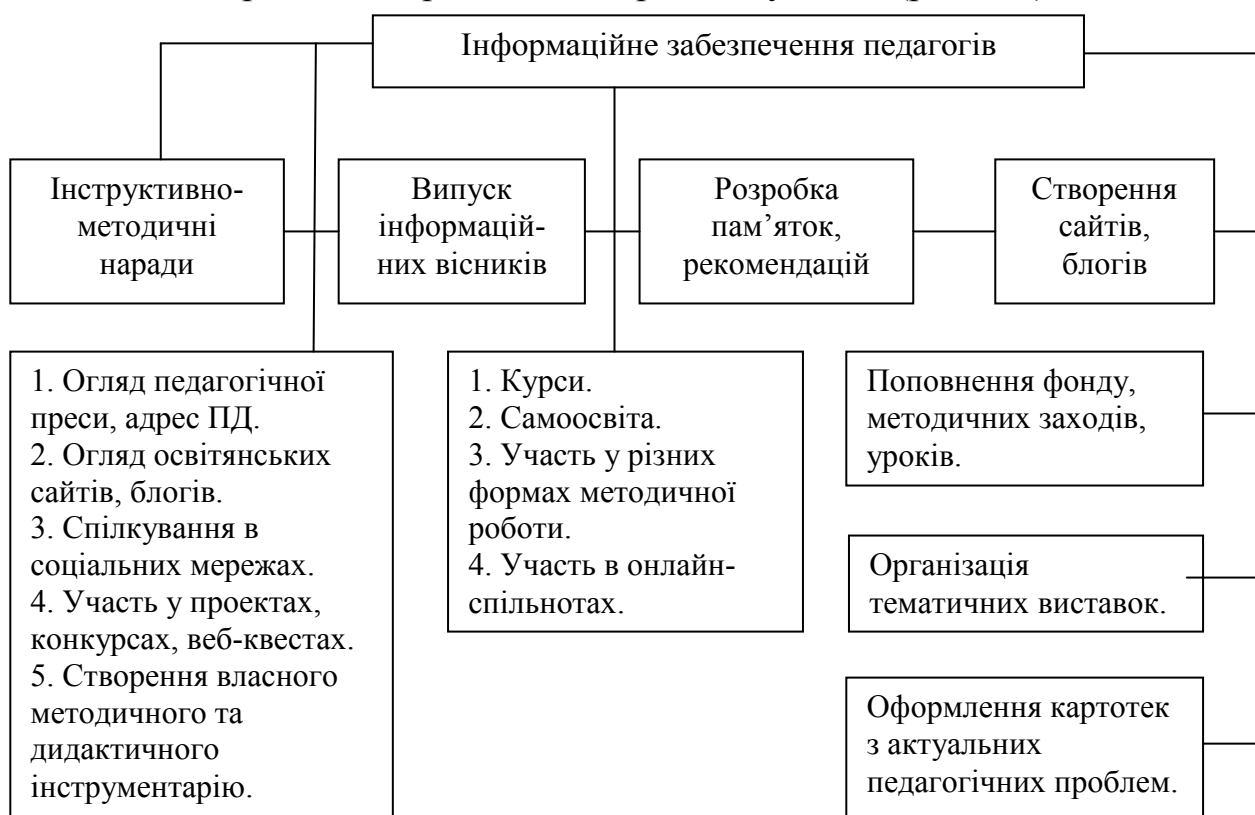 Інформаційне забезпечення педагогів
Інструктивно-
методичні
наради
Випуск
інформацій-
них вісників
Розробка
пам’яток,
рекомендацій
Створення
сайтів,
блогів
1. Огляд педагогічної
преси, адрес ПД.
2. Огляд освітянських
сайтів, блогів.
3. Спілкування в
соціальних мережах.
4. Участь у проектах,
конкурсах, веб-квестах.
5. Створення власного
методичного та
дидактичного
інструментарію.
1. Курси.
2. Самоосвіта.
3. Участь у різних
формах методичної
роботи.
4. Участь в онлайн-
спільнотах.
Поповнення фонду,
методичних заходів,
уроків.
Організація
тематичних виставок.
Оформлення картотек
з актуальних
педагогічних проблем.